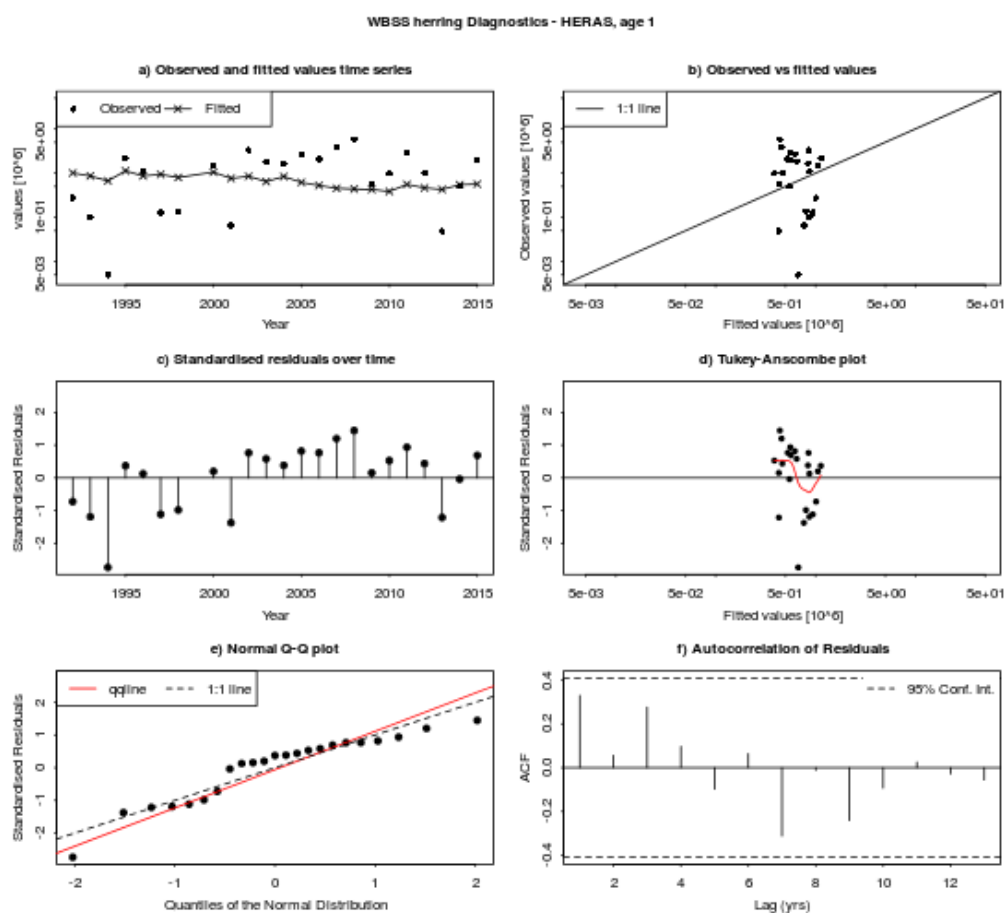 WBSS herring Diagnostics - HERAS, age 1
a) Observed and fitted values time series
Observed Fitted
values [10^6]
5e+00
1e-01
5e-03
1995 2000 2005 2010 2015
Year
b) Observed vs fitted values
1:1 line
Observed values [10^6]
5e+00
1e-01
5e-03
5e-03 5e-02 5e-01 5e+00 5e+01
Fitted values [10^6]
c) Standardised residuals over time
Standardised Residuals
2
1
0
-1
-2
1995 2000 2005 2010 2015
Year
d) Tukey-Anscombe plot
Standardised Residuals
2
1
0
-1
-2
5e-03 5e-02 5e-01 5e+00 5e+01
Fitted values [10^6]
e) Normal Q-Q plot
qqline 1:1 line
Standardised Residuals
2
1
0
-1
-2
-2 -1 0 1 2
Quantiles of the Normal Distribution
f) Autocorrelation of Residuals
95% Conf. Int.
ACF
0.4
0.2
0.0
-0.2
-0.4
2 4 6 8 10 12
Lag (yrs)